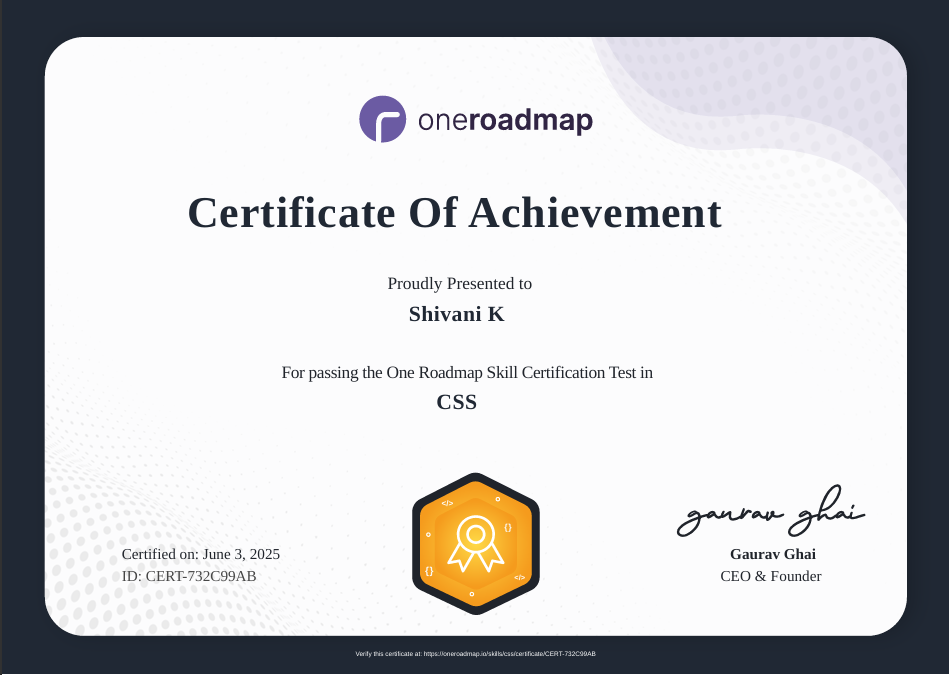 oneroadmap
Certificate Of Achievement
Proudly Presented to
Shivani K
For passing the One Roadmap Skill Certification Test in
CSS
</>
{}
{}
</>
gaurav ghai
Certified on: June 3, 2025
ID: CERT-732C99AB
Gaurav Ghai
CEO & Founder
Verify this certificate at: https://oneroadmap.io/skills/css/certificate/CERT-732C99AB